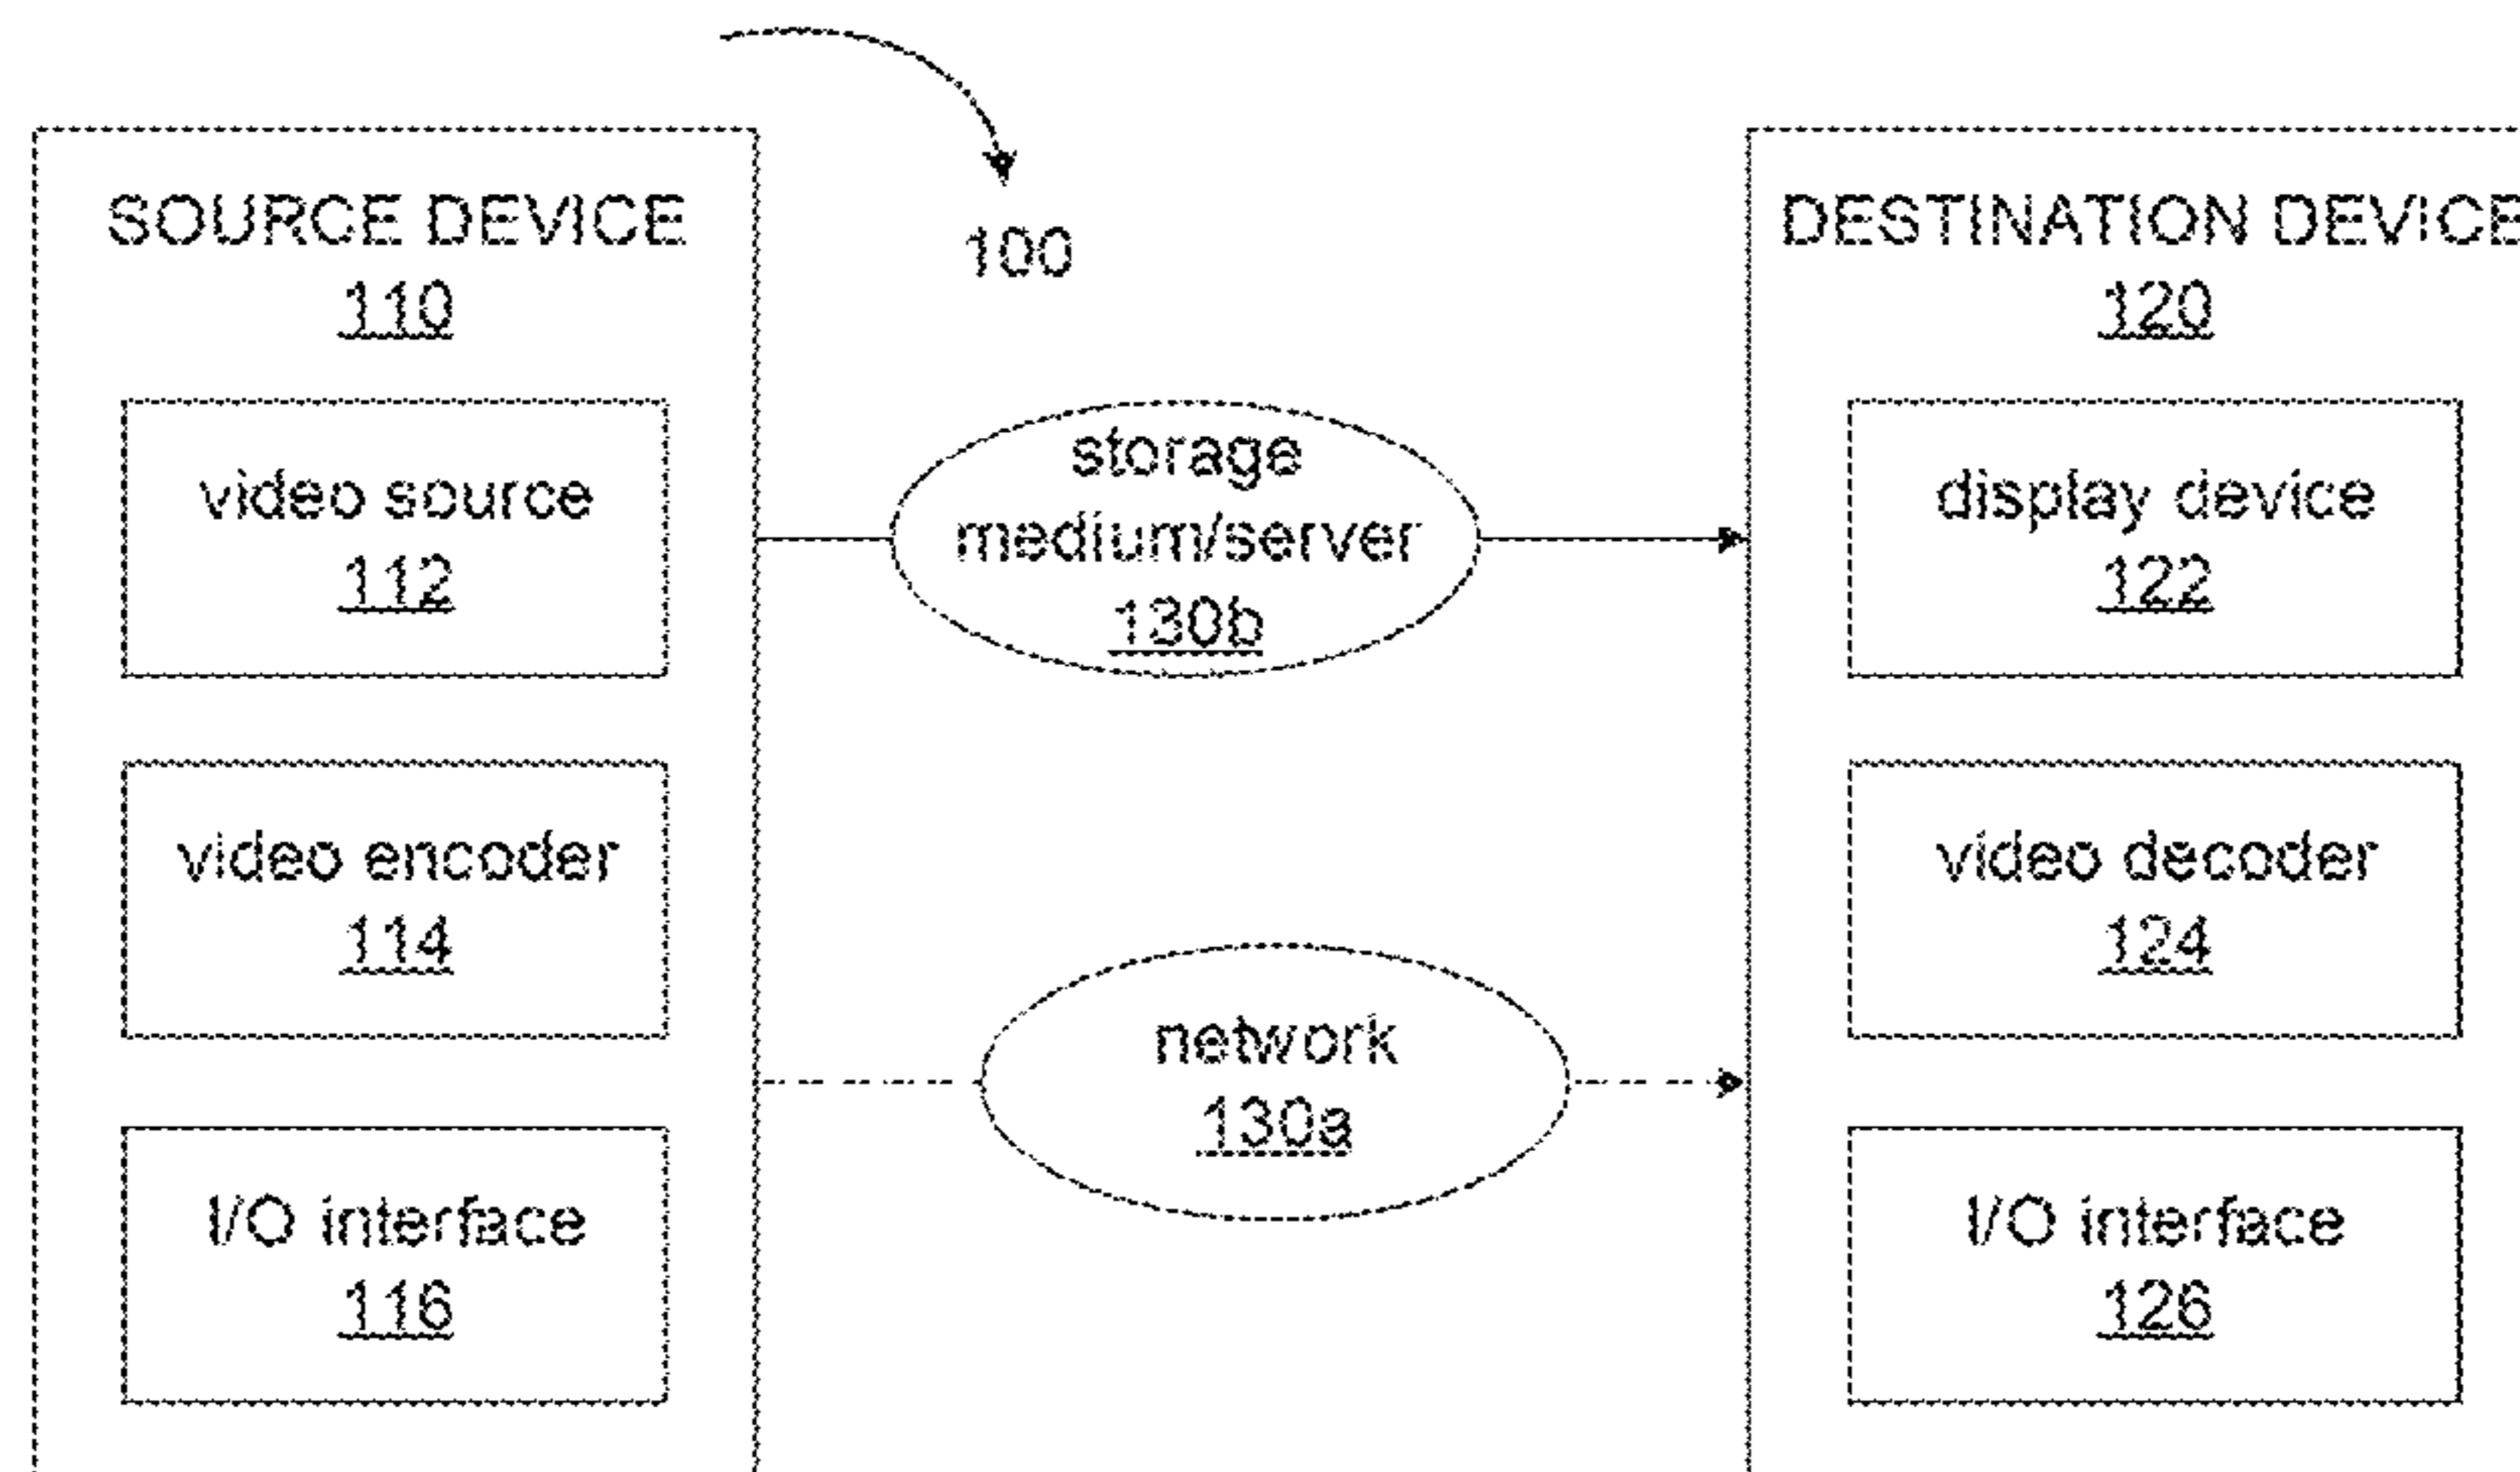 SOURCE DEVICE
110
video source
112
video encoder
114
I/O interface
116
100
storage
medium/server
130b
network
130a
DESTINATION DEVICE
120
display device
122
video decoder
124
I/O interface
126